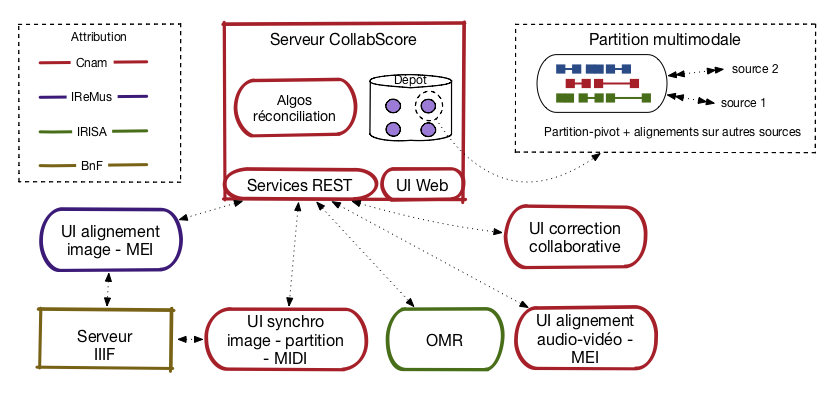 Attribution
Cnam
IReMus
IRISA
BnF
Serveur CollabScore
Algos
réconciliation
Dépôt
Services REST
UI Web
Partition multimodale
source 2
source 1
Partition-pivot + alignements sur autres sources
UI alignement
image - MEI
UI correction
collaborative
Serveur
IIIF
UI synchro
image - partition
- MIDI
OMR
UI alignement
audio-vidéo -
MEI